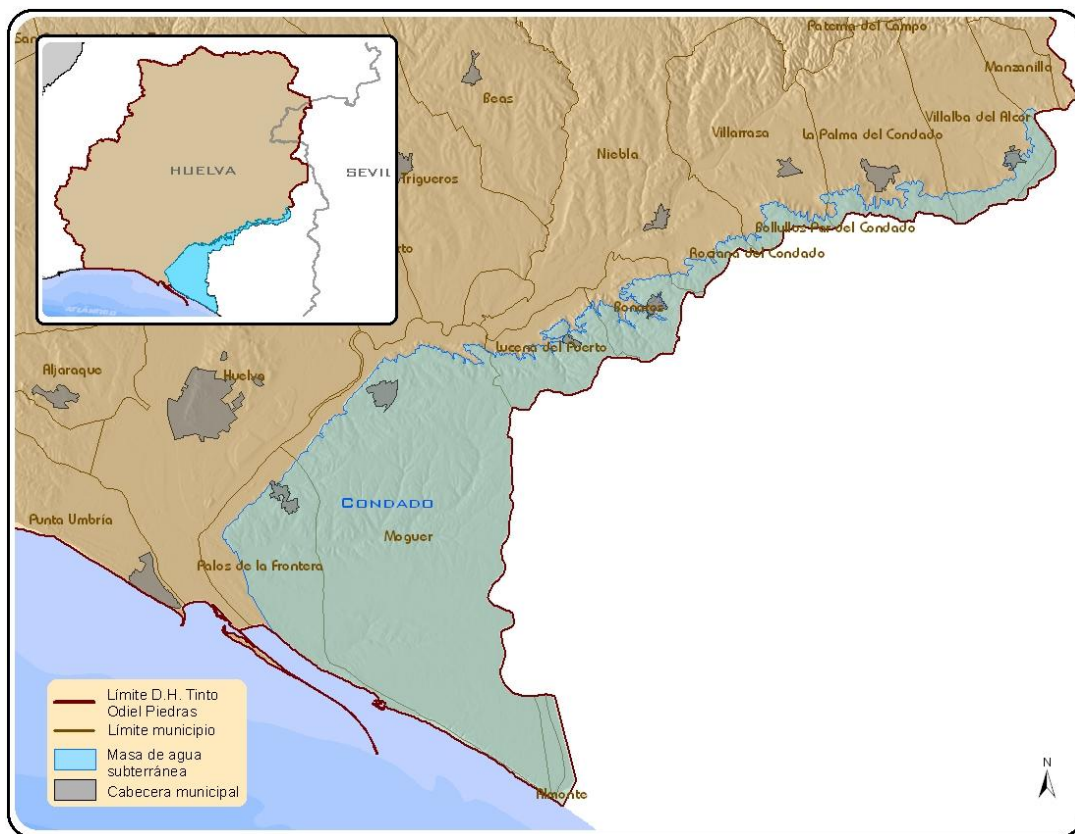 Paterna del Campo
Manzanilla
Beas
Villalba del Alcor
Villarrasa
La Palma del Condado
Niebla
HUELVA
SEVIL
Trigueros
Bollullos Par del Condado
Rociana del Condado
Bonares
Lucena del Puerto
ATLÁNTICO
Aljaraque
Huelva
CONDADO
Moguer
Punta Umbría
Palos de la Frontera
Almonte
Límite D.H. Tinto
Odiel Piedras
Límite municipio
Masa de agua
subterránea
Cabecera municipal
N